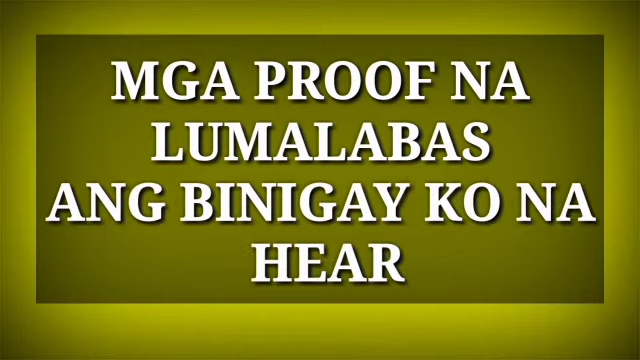 MGA PROOF NA
LUMALABAS
ANG BINIGAY KO NA
HEAR